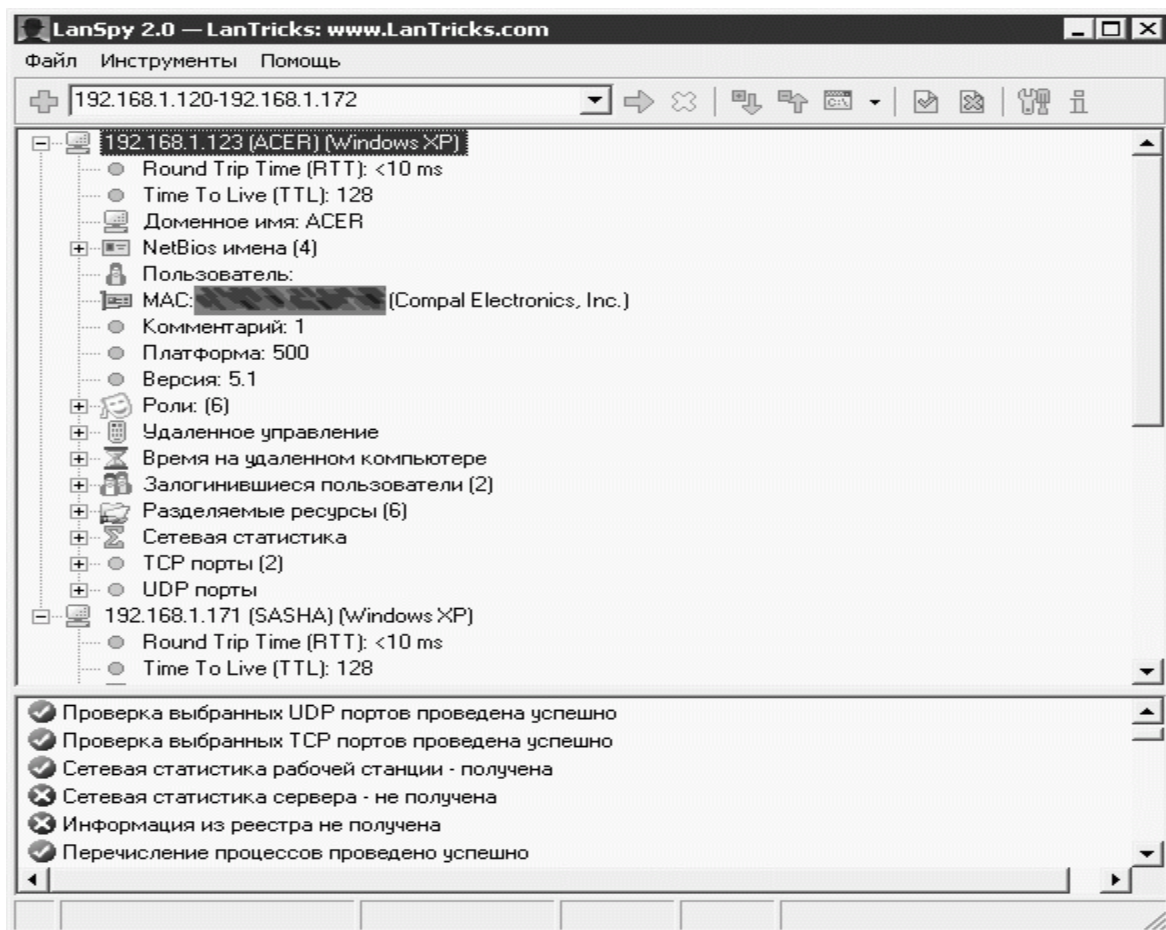 LanSpy 2.0 — LanTricks: www.LanTricks.com
Файл Инструменты Помощь
192.168.1.120-192.168.1.172
192.168.1.123 (ACER) (Windows XP)
Round Trip Time (RTT): <10 ms
Time To Live (TTL): 128
Доменное имя: ACER
NetBios имена (4)
Пользователь:
MAC: (Compal Electronics, Inc.)
Комментарий: 1
Платформа: 500
Версия: 5.1
Роли: (6)
Удаленное управление
Время на удаленном компьютере
Залогинившиеся пользователи (2)
Разделяемые ресурсы (6)
Сетевая статистика
TCP порты (2)
UDP порты
192.168.1.171 (SASHA) (Windows XP)
Round Trip Time (RTT): <10 ms
Time To Live (TTL): 128
Проверка выбранных UDP портов проведена успешно
Проверка выбранных TCP портов проведена успешно
Сетевая статистика рабочей станции - получена
Сетевая статистика сервера - не получена
Информация из реестра не получена
Перечисление процессов проведено успешно